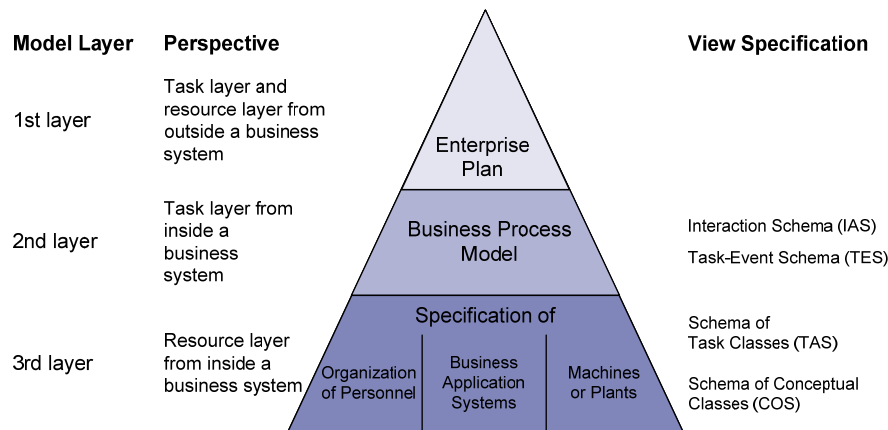 Model Layer
Perspective
View Specification
1st layer
Task layer and
resource layer from
outside a business
system
Enterprise
Plan
2nd layer
Task layer from
inside a
business
system
Business Process
Model
Interaction Schema (IAS)
Task-Event Schema (TES)
3rd layer
Resource layer
from inside a
business system
Specification of
Organization
of Personnel
Business
Application
Systems
Machines
or Plants
Schema of
Task Classes (TAS)
Schema of Conceptual
Classes (COS)